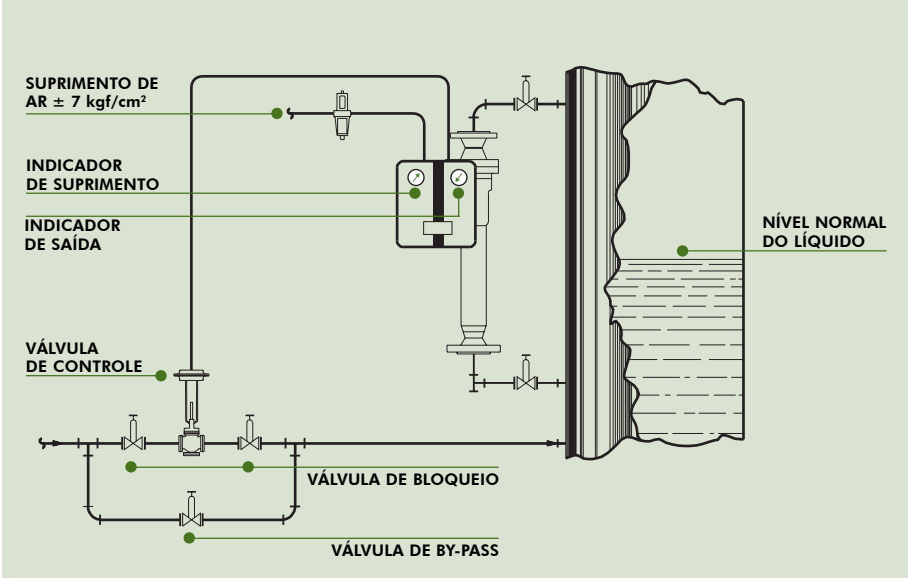 SUPRIMENTO DE
AR ± 7 kgf/cm²
INDICADOR
DE SUPRIMENTO
INDICADOR
DE SAÍDA
NÍVEL NORMAL
DO LÍQUIDO
VÁLVULA
DE CONTROLE
VÁLVULA DE BLOQUEIO
VÁLVULA DE BY-PASS